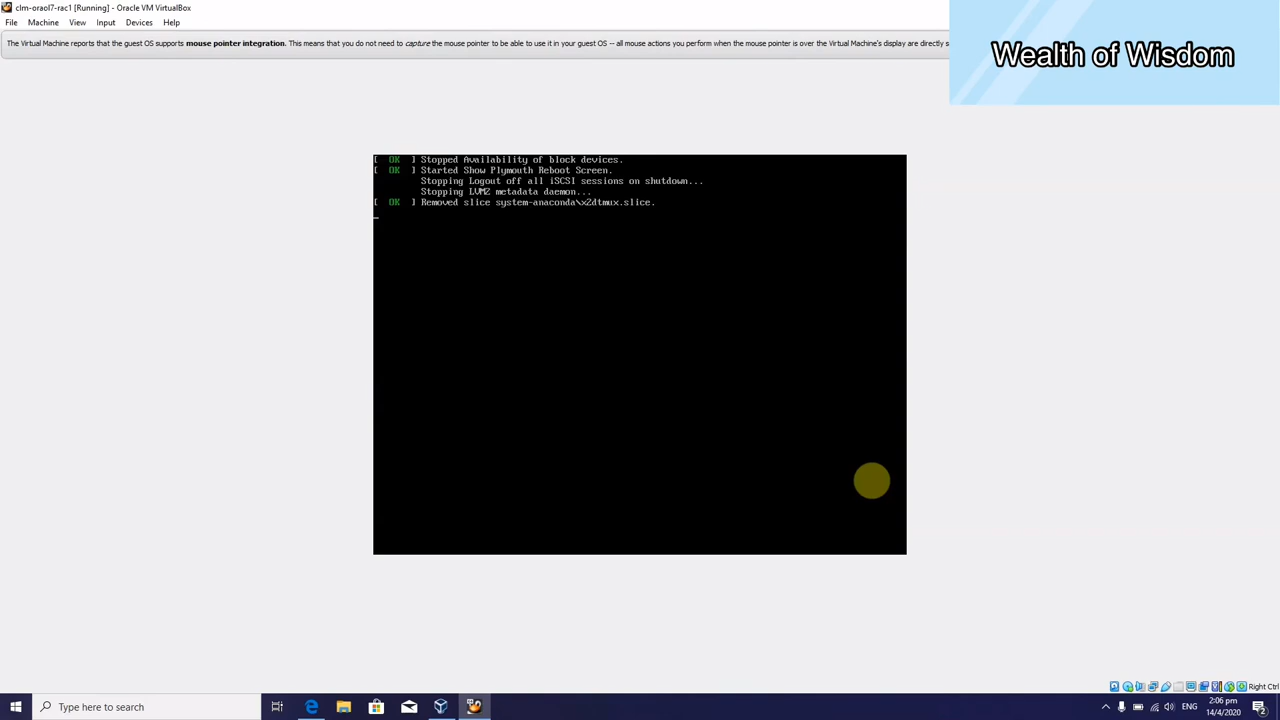 clm-oraol7-rac1 [Running] - Oracle VM VirtualBox
File Machine View Input Devices Help
The Virtual Machine reports that the guest OS supports mouse pointer integration. This means that you do not need to capture the mouse pointer to be able to use it in your guest OS -- all mouse actions you perform when the mouse pointer is over the Virtual Machine's display are directly s
Wealth of Wisdom
[ OK ] Stopped Availability of block devices.
[ OK ] Started Show Plymouth Reboot Screen.
Stopping Logout off all iSCSI sessions on shutdown...
Stopping LVM2 metadata daemon...
[ OK ] Removed slice system-anaconda\x2dtmux.slice.
Right Ctrl
Type here to search
2:06 pm
14/4/2020
2